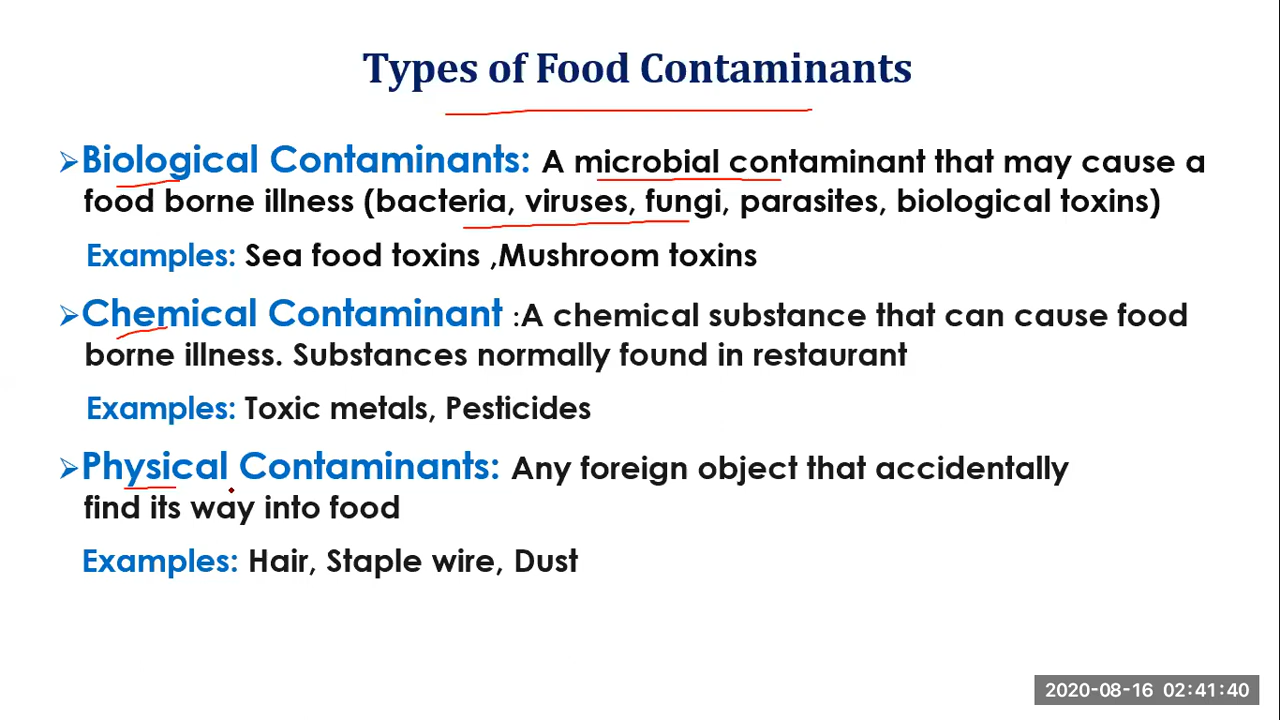 Types of Food Contaminants
➢Biological Contaminants: A microbial contaminant that may cause a
food borne illness (bacteria, viruses, fungi, parasites, biological toxins)
Examples: Sea food toxins ,Mushroom toxins
➢Chemical Contaminant :A chemical substance that can cause food
borne illness. Substances normally found in restaurant
Examples: Toxic metals, Pesticides
➢Physical Contaminants: Any foreign object that accidentally
find its way into food
Examples: Hair, Staple wire, Dust
2020-08-16 02:41:40